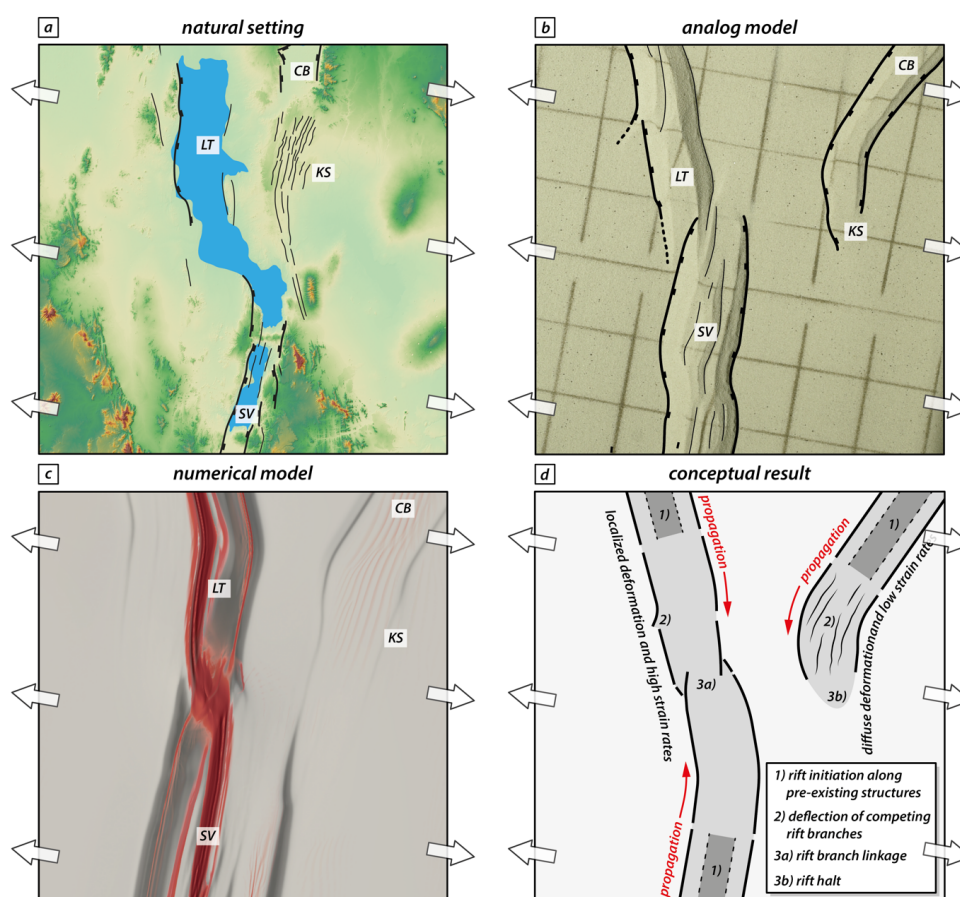 a
natural setting
CB
LT
KS
SV
b
analog model
CB
LT
KS
SV
c
numerical model
CB
LT
KS
SV
d
conceptual result
1)
propagation
localized deformation and high strain rates
2)
3a)
propagation
1)
1)
propagation
2)
3b)
diffuse deformationand low strain rates
1) rift initiation along
pre-existing structures
2) deflection of competing
rift branches
3a) rift branch linkage
3b) rift halt